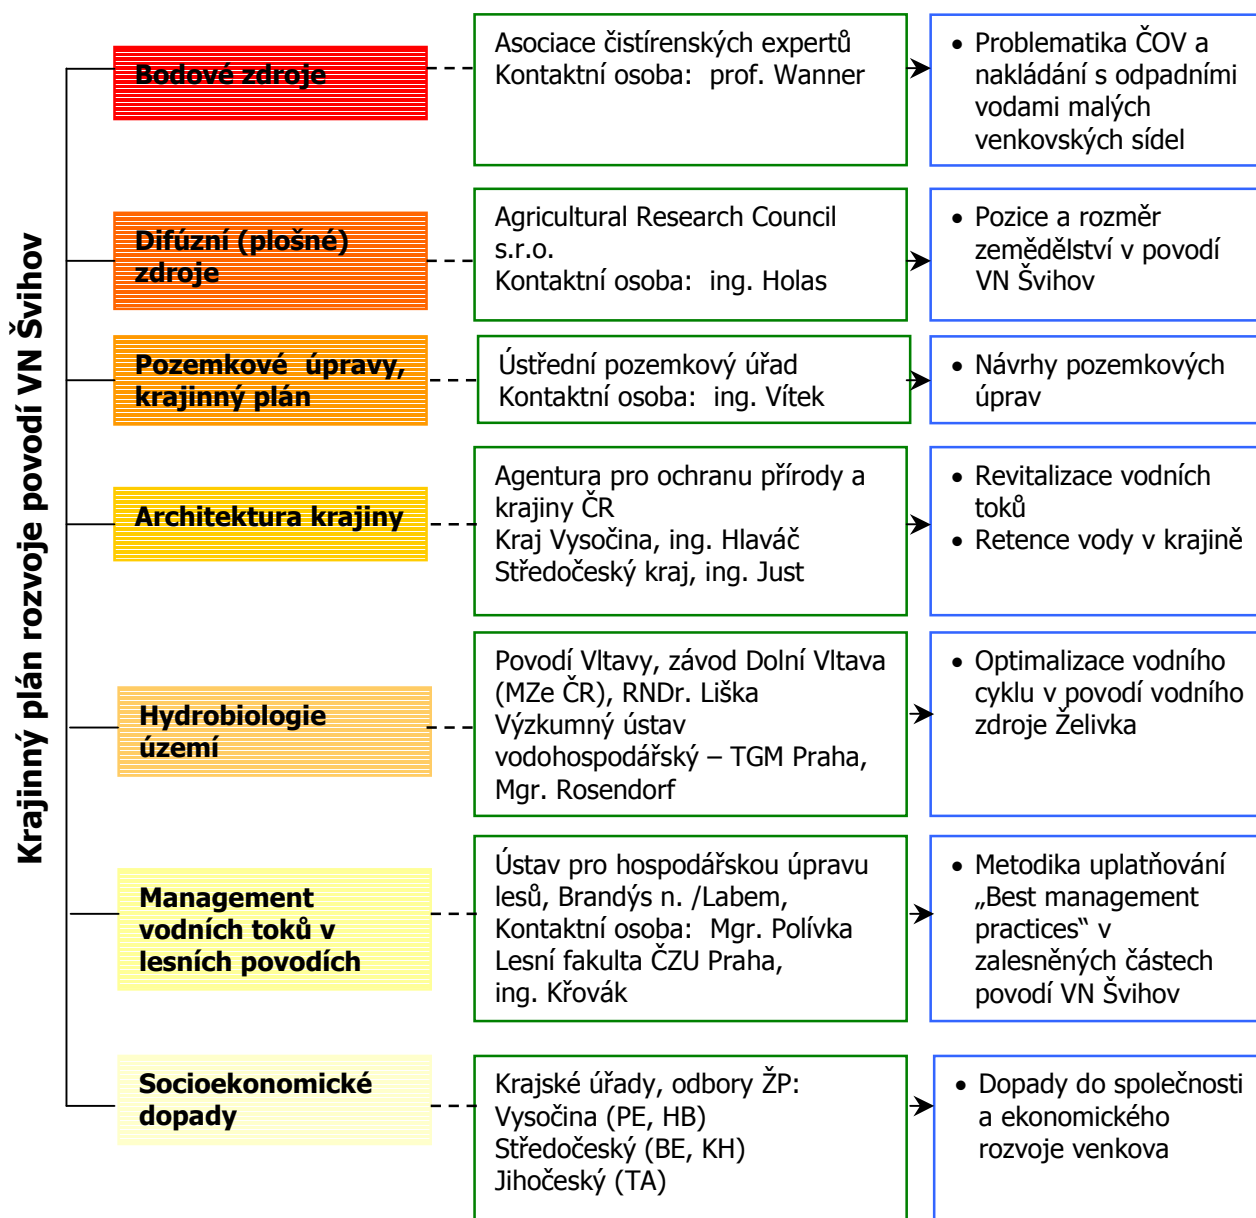 Krajinný plán rozvoje povodí VN Švihov
Bodové zdroje
Asociace čistírenských expertů
Kontaktní osoba:  prof. Wanner
• Problematika ČOV a
nakládání s odpadními
vodami malých
venkovských sídel
Difúzní (plošné)
zdroje
Agricultural Research Council
s.r.o.
Kontaktní osoba:  ing. Holas
• Pozice a rozměr
zemědělství v povodí
VN Švihov
Pozemkové  úpravy,
krajinný plán
Ústřední pozemkový úřad
Kontaktní osoba:  ing. Vítek
• Návrhy pozemkových
úprav
Architektura krajiny
Agentura pro ochranu přírody a
krajiny ČR
Kraj Vysočina, ing. Hlaváč
Středočeský kraj, ing. Just
• Revitalizace vodních
toků
• Retence vody v krajině
Hydrobiologie
území
Povodí Vltavy, závod Dolní Vltava
(MZe ČR), RNDr. Liška
Výzkumný ústav
vodohospodářský – TGM Praha,
Mgr. Rosendorf
• Optimalizace vodního
cyklu v povodí vodního
zdroje Želivka
Management
vodních toků v
lesních povodích
Ústav pro hospodářskou úpravu
lesů, Brandýs n. /Labem,
Kontaktní osoba:  Mgr. Polívka
Lesní fakulta ČZU Praha,
ing. Křovák
• Metodika uplatňování
„Best management
practices“ v
zalesněných částech
povodí VN Švihov
Socioekonomické
dopady
Krajské úřady, odbory ŽP:
Vysočina (PE, HB)
Středočeský (BE, KH)
Jihočeský (TA)
• Dopady do společnosti
a ekonomického
rozvoje venkova